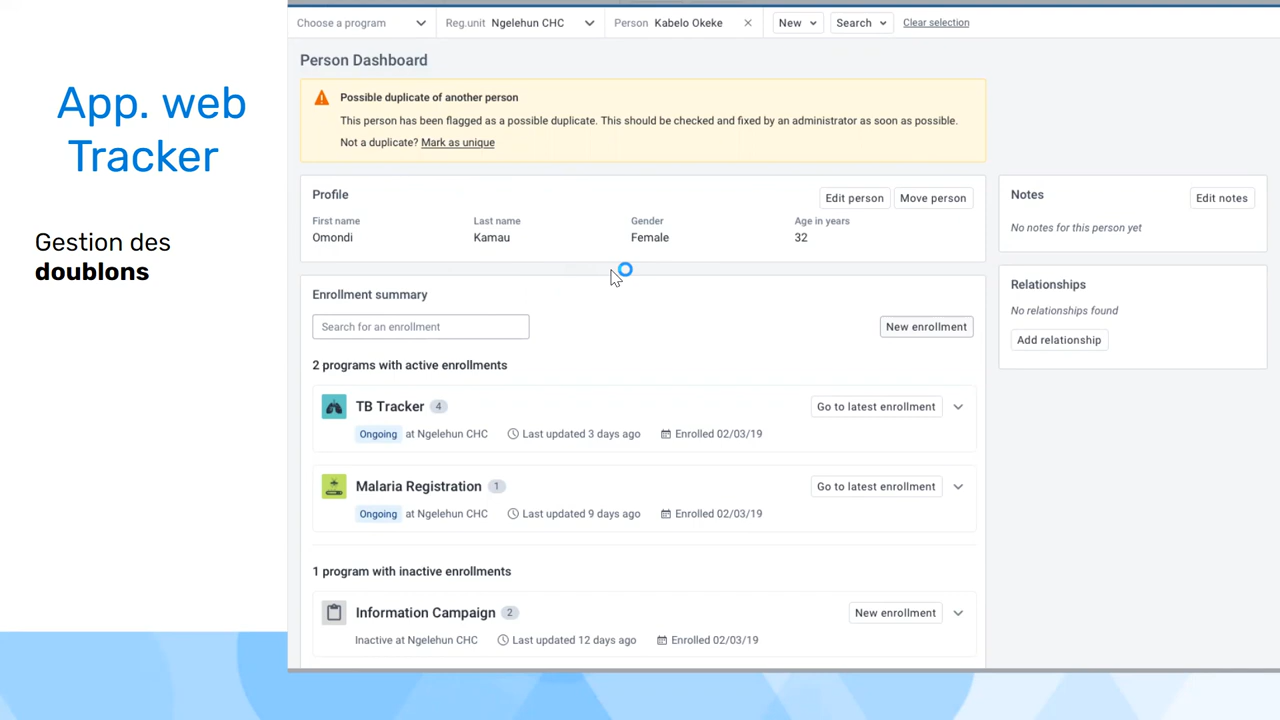 App. web
Tracker
Gestion des
doublons
Choose a program
Reg.unit Ngelehun CHC
Person Kabelo Okeke
New
Search
Clear selection
Person Dashboard
Possible duplicate of another person
This person has been flagged as a possible duplicate. This should be checked and fixed by an administrator as soon as possible.
Not a duplicate? Mark as unique
Profile
Edit person
Move person
First name
Last name
Gender
Age in years
Omondi
Kamau
Female
32
Notes
Edit notes
No notes for this person yet
Relationships
No relationships found
Add relationship
Enrollment summary
Search for an enrollment
New enrollment
2 programs with active enrollments
TB Tracker 4
Go to latest enrollment
Ongoing at Ngelehun CHC Last updated 3 days ago Enrolled 02/03/19
Malaria Registration 1
Go to latest enrollment
Ongoing at Ngelehun CHC Last updated 9 days ago Enrolled 02/03/19
1 program with inactive enrollments
Information Campaign 2
New enrollment
Inactive at Ngelehun CHC Last updated 12 days ago Enrolled 02/03/19